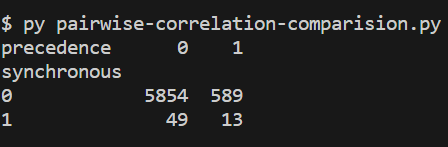 $ py pairwise-correlation-comparision.py
precedence 0 1
synchronous
0 5854 589
1 49 13